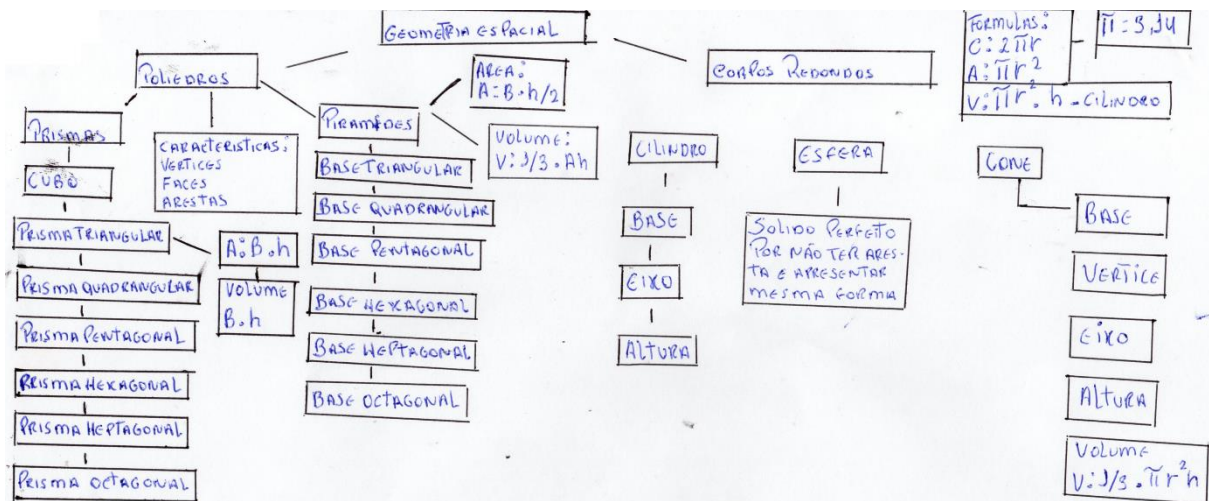 GEOMETRIA ESPACIAL
POLIEDROS
PRISMAS
CUBO
PRISMA TRIANGULAR
A: B.h
VOLUME
B.h
PRISMA QUADRANGULAR
PRISMA PENTAGONAL
PRISMA HEXAGONAL
PRISMA HEPTAGONAL
PRISMA OCTAGONAL
CARACTERISTICAS:
VERTICES
FACES
ARESTAS
PIRAMÍDES
AREA:
A: B.h/2
VOLUME:
V: 1/3 . Ah
BASE TRIANGULAR
BASE QUADRANGULAR
BASE PENTAGONAL
BASE HEXAGONAL
BASE HEPTAGONAL
BASE OCTAGONAL
CORPOS REDONDOS
CILINDRO
BASE
EIXO
ALTURA
ESFERA
SOLIDO PERFEITO
POR NÃO TER ARES-
TA E APRESENTAR
MESMA FORMA
CONE
BASE
VERTICE
EIXO
ALTURA
VOLUME
V: 1/3 . πr²h
FORMULAS:
C: 2πr
A: πr²
V: πr². h - CILINDRO
π = 3,14